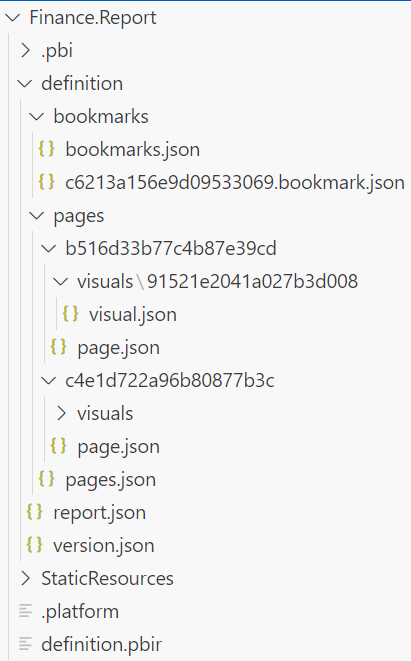 Finance.Report
.pbi
definition
bookmarks
{} bookmarks.json
{} c6213a156e9d09533069.bookmark.json
pages
b516d33b77c4b87e39cd
visuals\91521e2041a027b3d008
{} visual.json
{} page.json
c4e1d722a96b80877b3c
visuals
{} page.json
{} pages.json
{} report.json
{} version.json
StaticResources
.platform
definition.pbir